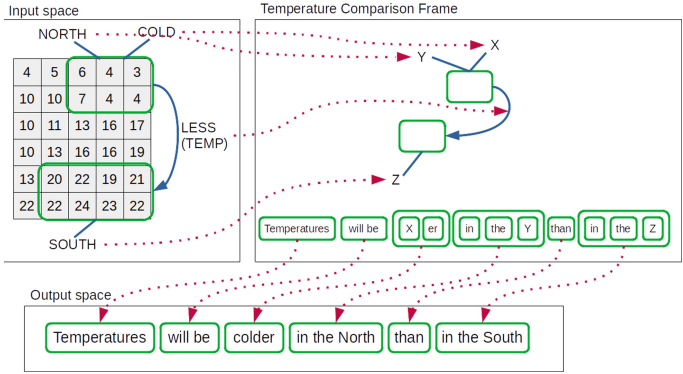 Input space
NORTH COLD
4 5 6 4 3
10 10 7 4 4
10 11 13 16 17
10 13 16 16 19
13 20 22 19 21
22 22 24 23 22
LESS
(TEMP)
SOUTH
Temperature Comparison Frame
X
Y
Z
Temperatures will be X er in the Y than in the Z
Output space
Temperatures will be colder in the North than in the South